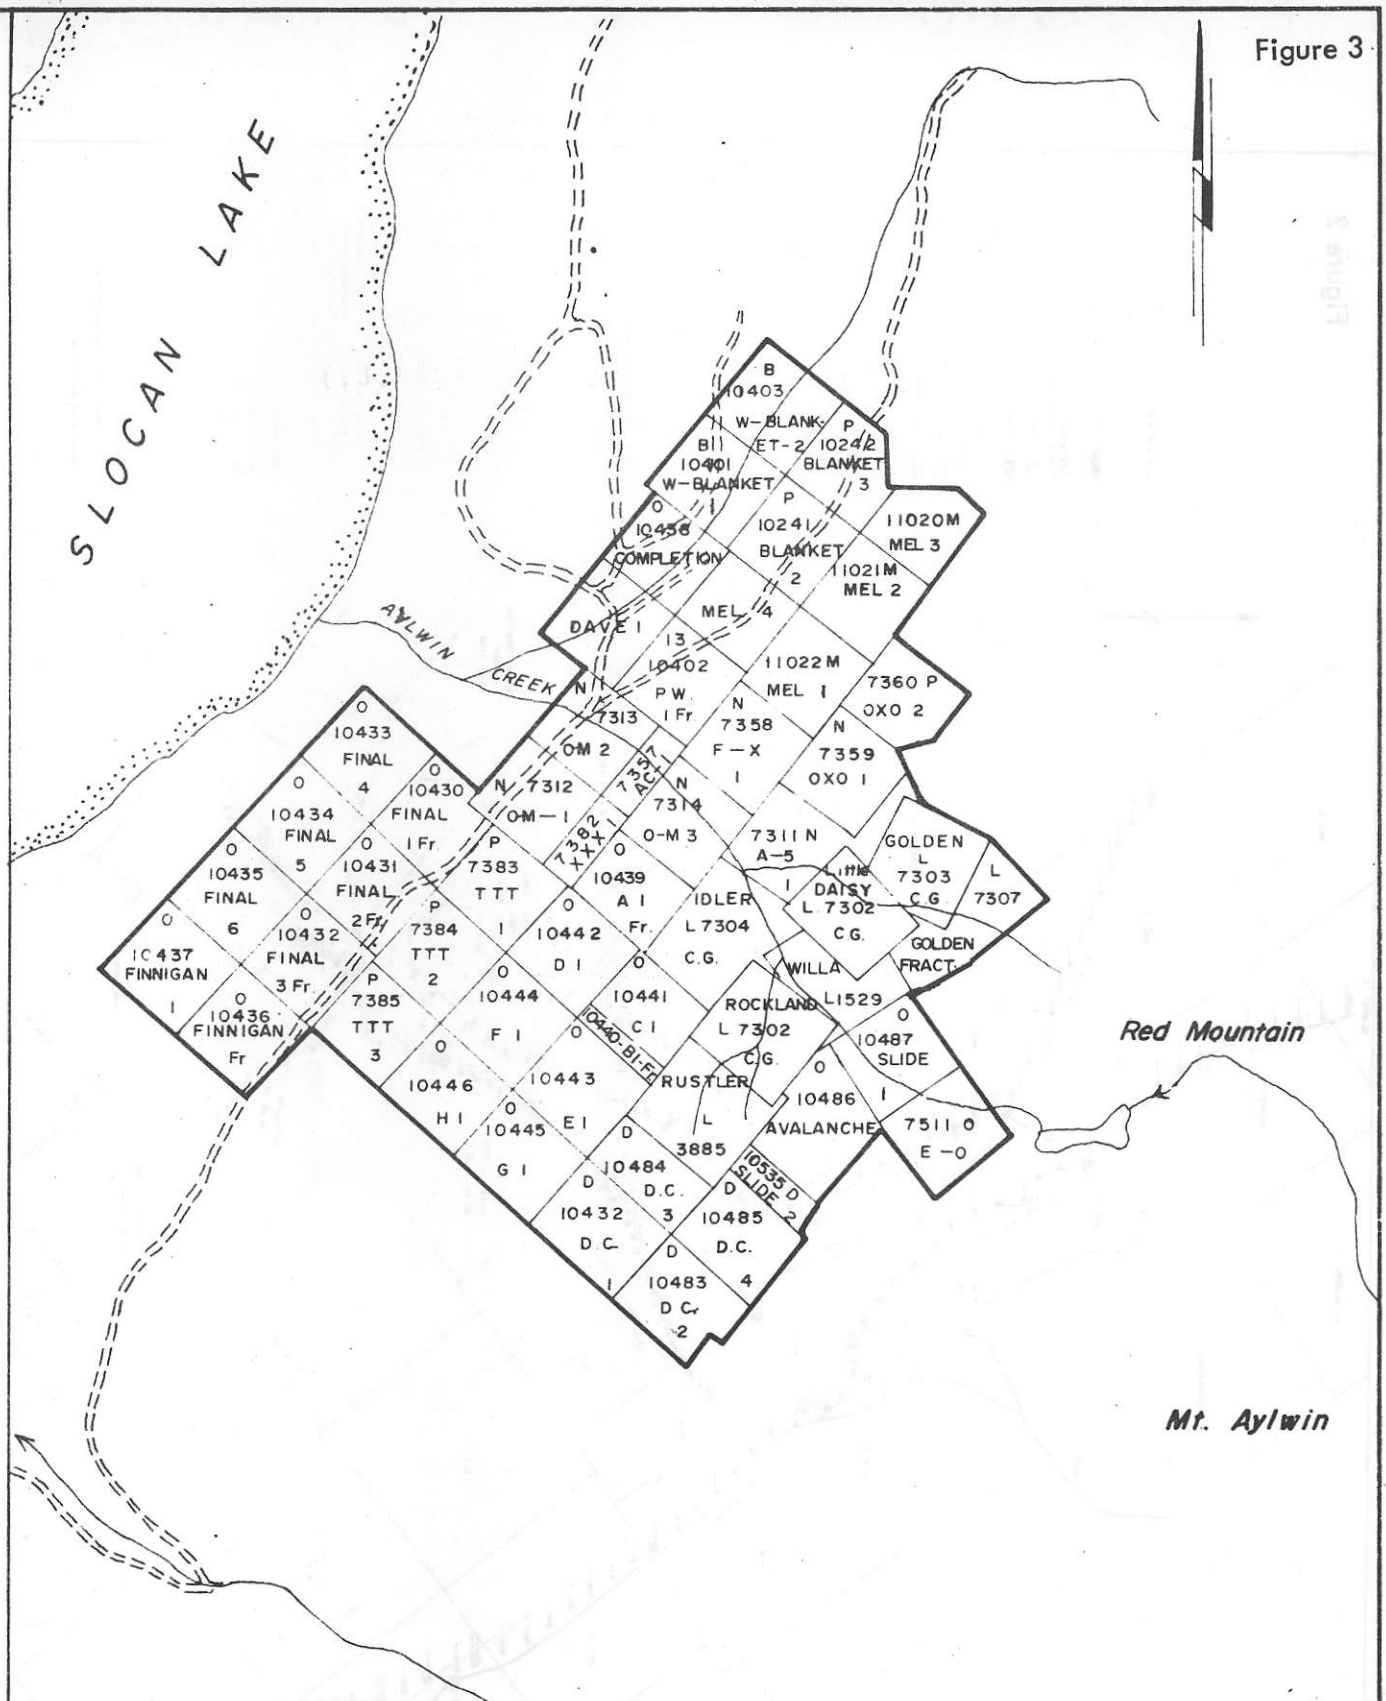 Figure 3
SLOCAN LAKE
B
10403
W-BLANK-
ET-2
P
10242
BLANKET
3
B
10401
W-BLANKET
1
P
10241
BLANKET
2
11020M
MEL 3
11021M
MEL 2
O
10438
COMPLETION
MEL 4
DAVE 1
13
10402
P W.
1 Fr.
11022M
MEL 1
7360 P
OXO 2
AYLWIN
CREEK
N
7313
OM 2
N
7358
F-X
1
N
7359
OXO 1
O
10433
FINAL
4
O
10430
FINAL
1 Fr.
N
7312
OM-1
7357
AC-1
7382
XXX 1
N
7314
O-M 3
7311 N
A-5
1
GOLDEN
L
7303
C.G.
L
7307
Little
DAISY
L. 7302
C.G.
GOLDEN
FRACT.
O
10434
FINAL
5
O
10431
FINAL
2 Fr.
P
7383
TTT
1
O
10439
A 1
Fr.
IDLER
L 7304
C.G.
O
10435
FINAL
6
O
10432
FINAL
3 Fr.
P
7384
TTT
2
O
10442
D 1
O
10441
C 1
WILLA
L1529
O
10437
FINNIGAN
1
O
10436
FINNIGAN
Fr
P
7385
TTT
3
O
10444
F 1
10440-B1-Fr
ROCKLAND
L 7302
C.G.
O
10487
SLIDE
1
Red Mountain
O
10446
H 1
O
10443
E 1
RUSTLER
L
3885
O
10486
AVALANCHE
7511 O
E-O
O
10445
G 1
D
10484
D.C.
3
10535 D
SLIDE 2
D
10432
D.C.
1
D
10485
D.C.
4
D
10483
D C.
2
Mt. Aylwin